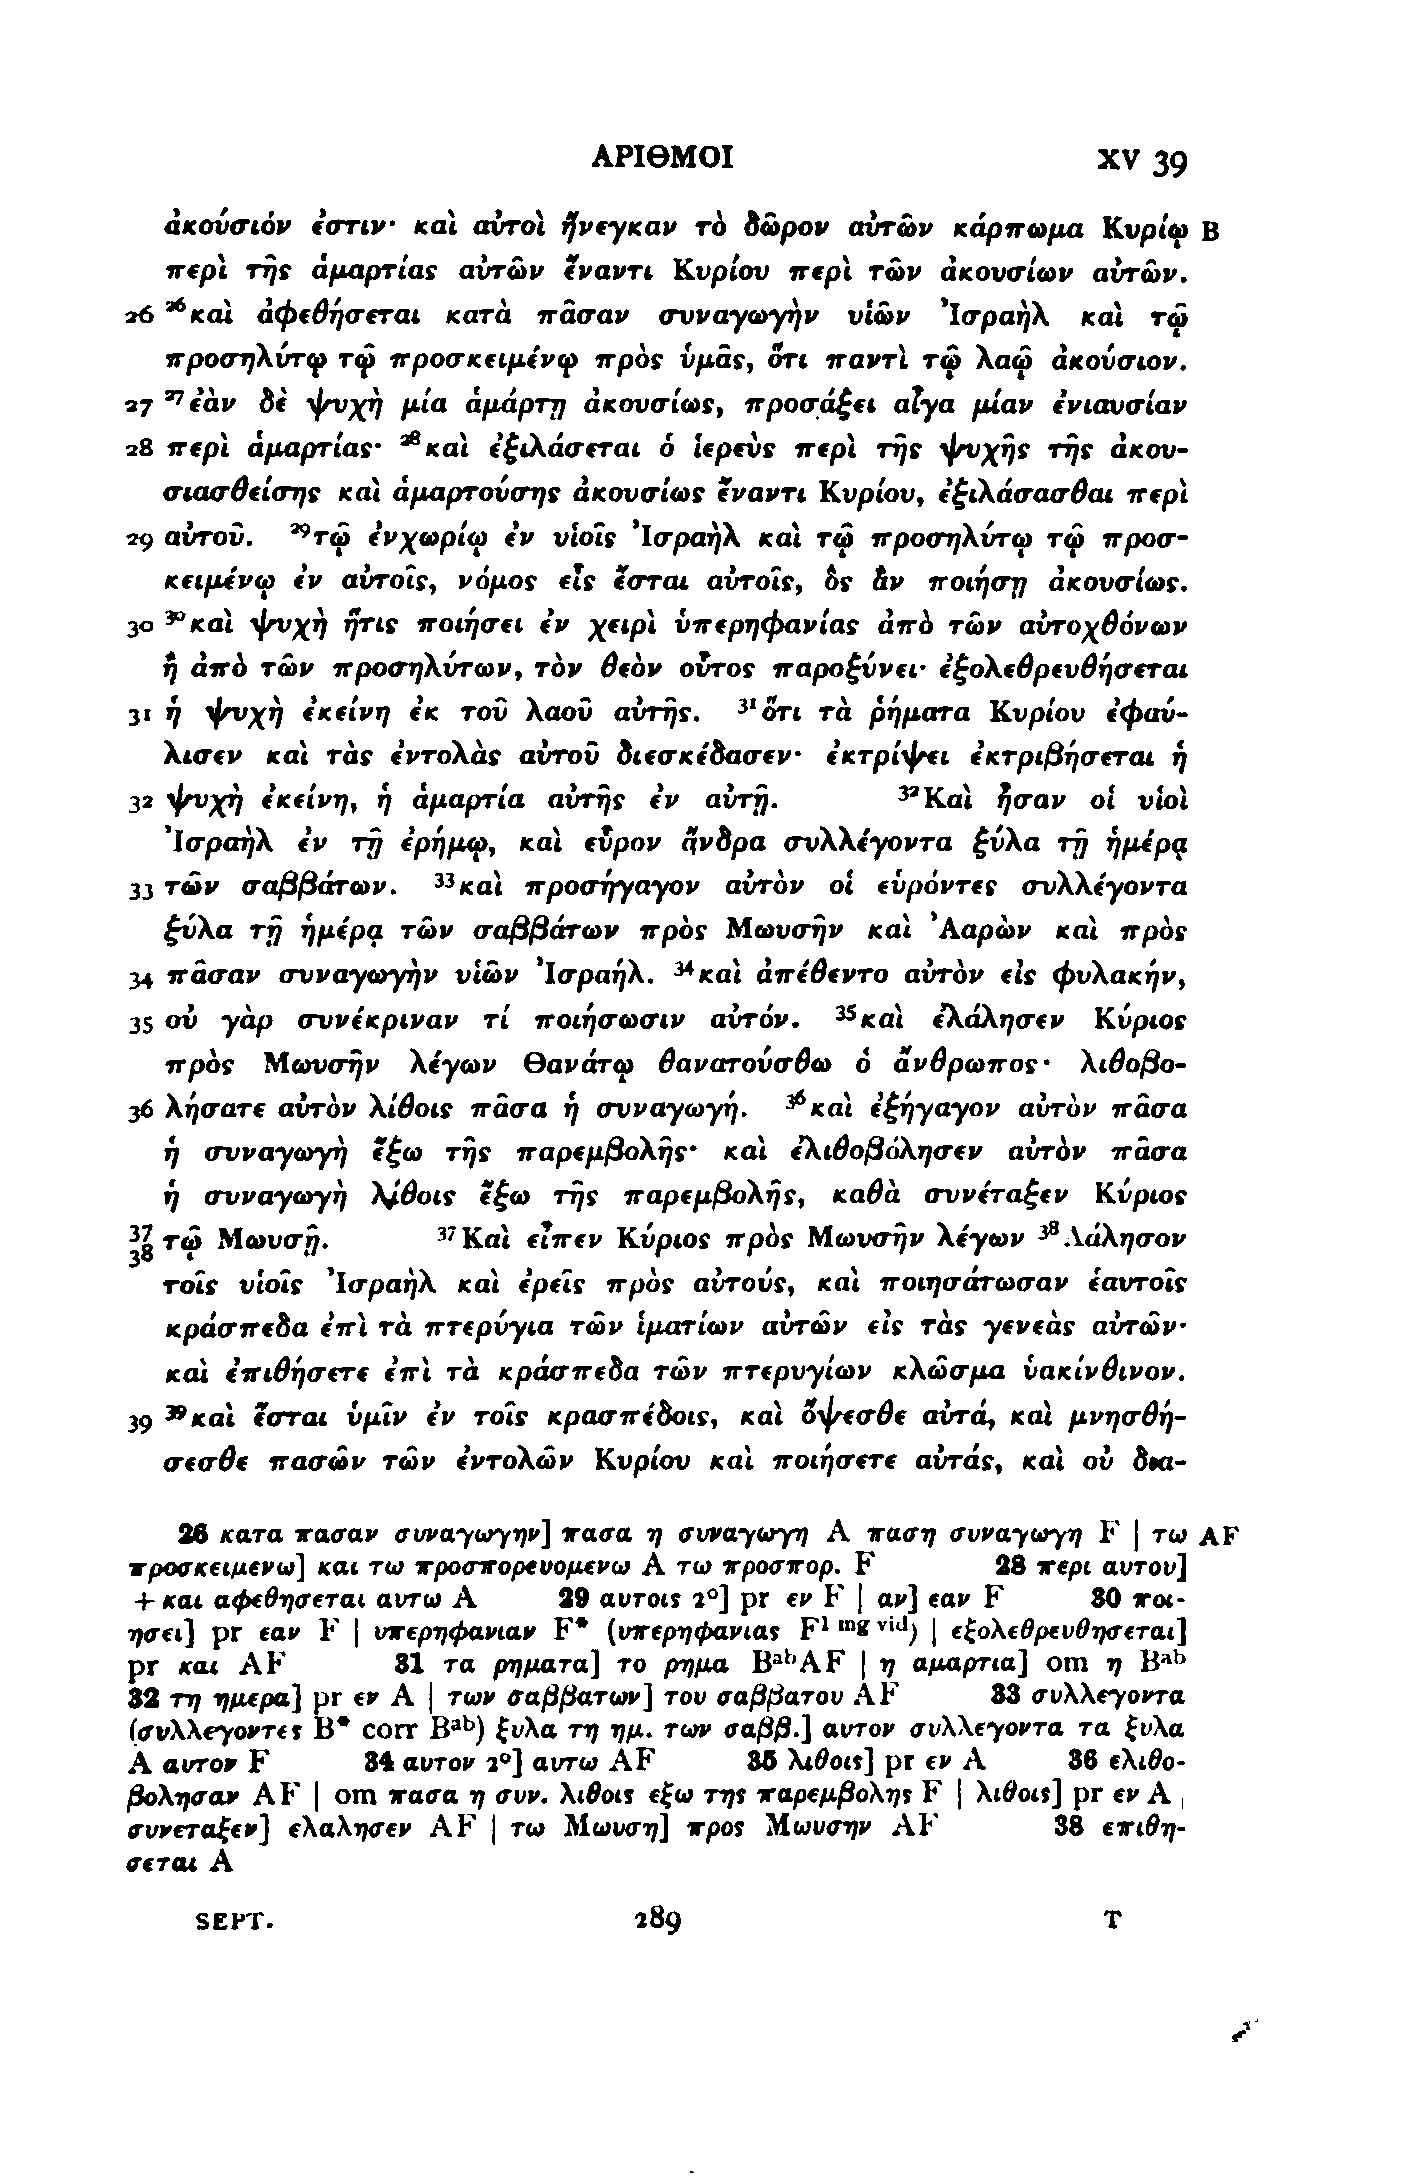 ΑΡΙΘΜΟΙ XV 39
ἀκούσιόν ἐστιν· καὶ αὐτοὶ ἤνεγκαν τὸ δῶρον αὐτῶν κάρπωμα Κυρίῳ B
περὶ τῆς ἁμαρτίας αὐτῶν ἔναντι Κυρίου περὶ τῶν ἀκουσίων αὐτῶν.
26 ²⁶καὶ ἀφεθήσεται κατὰ πᾶσαν συναγωγὴν υἱῶν Ἰσραὴλ καὶ τῷ
προσηλύτῳ τῷ προσκειμένῳ πρὸς ὑμᾶς, ὅτι παντὶ τῷ λαῷ ἀκούσιον.
27 ²⁷ἐὰν δὲ ψυχὴ μία ἁμάρτῃ ἀκουσίως, προσάξει αἶγα μίαν ἐνιαυσίαν
28 περὶ ἁμαρτίας· ²⁸καὶ ἐξιλάσεται ὁ ἱερεὺς περὶ τῆς ψυχῆς τῆς ἀκου-
σιασθείσης καὶ ἁμαρτούσης ἀκουσίως ἔναντι Κυρίου, ἐξιλάσασθαι περὶ
29 αὐτοῦ. ²⁹τῷ ἐνχωρίῳ ἐν υἱοῖς Ἰσραὴλ καὶ τῷ προσηλύτῳ τῷ προσ-
κειμένῳ ἐν αὐτοῖς, νόμος εἷς ἔσται αὐτοῖς, ὃς ἂν ποιήσῃ ἀκουσίως.
30 ³⁰καὶ ψυχὴ ἥτις ποιήσει ἐν χειρὶ ὑπερηφανίας ἀπὸ τῶν αὐτοχθόνων
ἢ ἀπὸ τῶν προσηλύτων, τὸν θεὸν οὗτος παροξύνει· ἐξολεθρευθήσεται
31 ἡ ψυχὴ ἐκείνη ἐκ τοῦ λαοῦ αὐτῆς. ³¹ὅτι τὰ ῥήματα Κυρίου ἐφαύ-
λισεν καὶ τὰς ἐντολὰς αὐτοῦ διεσκέδασεν· ἐκτρίψει ἐκτριβήσεται ἡ
32 ψυχὴ ἐκείνη, ἡ ἁμαρτία αὐτῆς ἐν αὐτῇ. ³²Καὶ ἦσαν οἱ υἱοὶ
Ἰσραὴλ ἐν τῇ ἐρήμῳ, καὶ εὗρον ἄνδρα συλλέγοντα ξύλα τῇ ἡμέρᾳ
33 τῶν σαββάτων. ³³καὶ προσήγαγον αὐτὸν οἱ εὑρόντες συλλέγοντα
ξύλα τῇ ἡμέρᾳ τῶν σαββάτων πρὸς Μωυσῆν καὶ Ἀαρὼν καὶ πρὸς
34 πᾶσαν συναγωγὴν υἱῶν Ἰσραήλ. ³⁴καὶ ἀπέθεντο αὐτὸν εἰς φυλακήν,
35 οὐ γὰρ συνέκριναν τί ποιήσωσιν αὐτόν. ³⁵καὶ ἐλάλησεν Κύριος
πρὸς Μωυσῆν λέγων Θανάτῳ θανατούσθω ὁ ἄνθρωπος· λιθοβο-
36 λήσατε αὐτὸν λίθοις πᾶσα ἡ συναγωγή. ³⁶καὶ ἐξήγαγον αὐτὸν πᾶσα
ἡ συναγωγὴ ἔξω τῆς παρεμβολῆς· καὶ ἐλιθοβόλησεν αὐτὸν πᾶσα
ἡ συναγωγὴ λίθοις ἔξω τῆς παρεμβολῆς, καθὰ συνέταξεν Κύριος
37 38 τῷ Μωυσῇ. ³⁷Καὶ εἶπεν Κύριος πρὸς Μωυσῆν λέγων ³⁸Λάλησον
τοῖς υἱοῖς Ἰσραὴλ καὶ ἐρεῖς πρὸς αὐτούς, καὶ ποιησάτωσαν ἑαυτοῖς
κράσπεδα ἐπὶ τὰ πτερύγια τῶν ἱματίων αὐτῶν εἰς τὰς γενεὰς αὐτῶν·
καὶ ἐπιθήσετε ἐπὶ τὰ κράσπεδα τῶν πτερυγίων κλῶσμα ὑακίνθινον.
39 ³⁹καὶ ἔσται ὑμῖν ἐν τοῖς κρασπέδοις, καὶ ὄψεσθε αὐτά, καὶ μνησθή-
σεσθε πασῶν τῶν ἐντολῶν Κυρίου καὶ ποιήσετε αὐτάς, καὶ οὐ δια-
26 κατα πασαν συναγωγην] πασα η συναγωγη A παση συναγωγη F | τω AF
προσκειμενω] και τω προσπορευομενω A τω προσπορ. F 28 περι αυτου]
+ και αφεθησεται αυτω A 29 αυτοις 2º] pr εν F | αν] εαν F 30 ποι-
ησει] pr εαν F | υπερηφανιαν F* (υπερηφανιας F¹ ᵐᵍ ᵛⁱᵈ) | εξολεθρευθησεται]
pr και AF 31 τα ρηματα] το ρημα BᵃᵇAF | η αμαρτια] om η Bᵃᵇ
32 τη ημερα] pr εν A | των σαββατων] του σαββατου AF 33 συλλεγοντα
(συλλεγοντες B* corr Bᵃᵇ) ξυλα τη ημ. των σαββ.] αυτον συλλεγοντα τα ξυλα
A αυτον F 34 αυτον 2º] αυτω AF 35 λιθοις] pr εν A 36 ελιθο-
βολησαν AF | om πασα η συν. λιθοις εξω της παρεμβολης F | λιθοις] pr εν A |
συνεταξεν] ελαλησεν AF | τω Μωυση] προς Μωυσην AF 38 επιθη-
σεται A
SEPT. 289 T